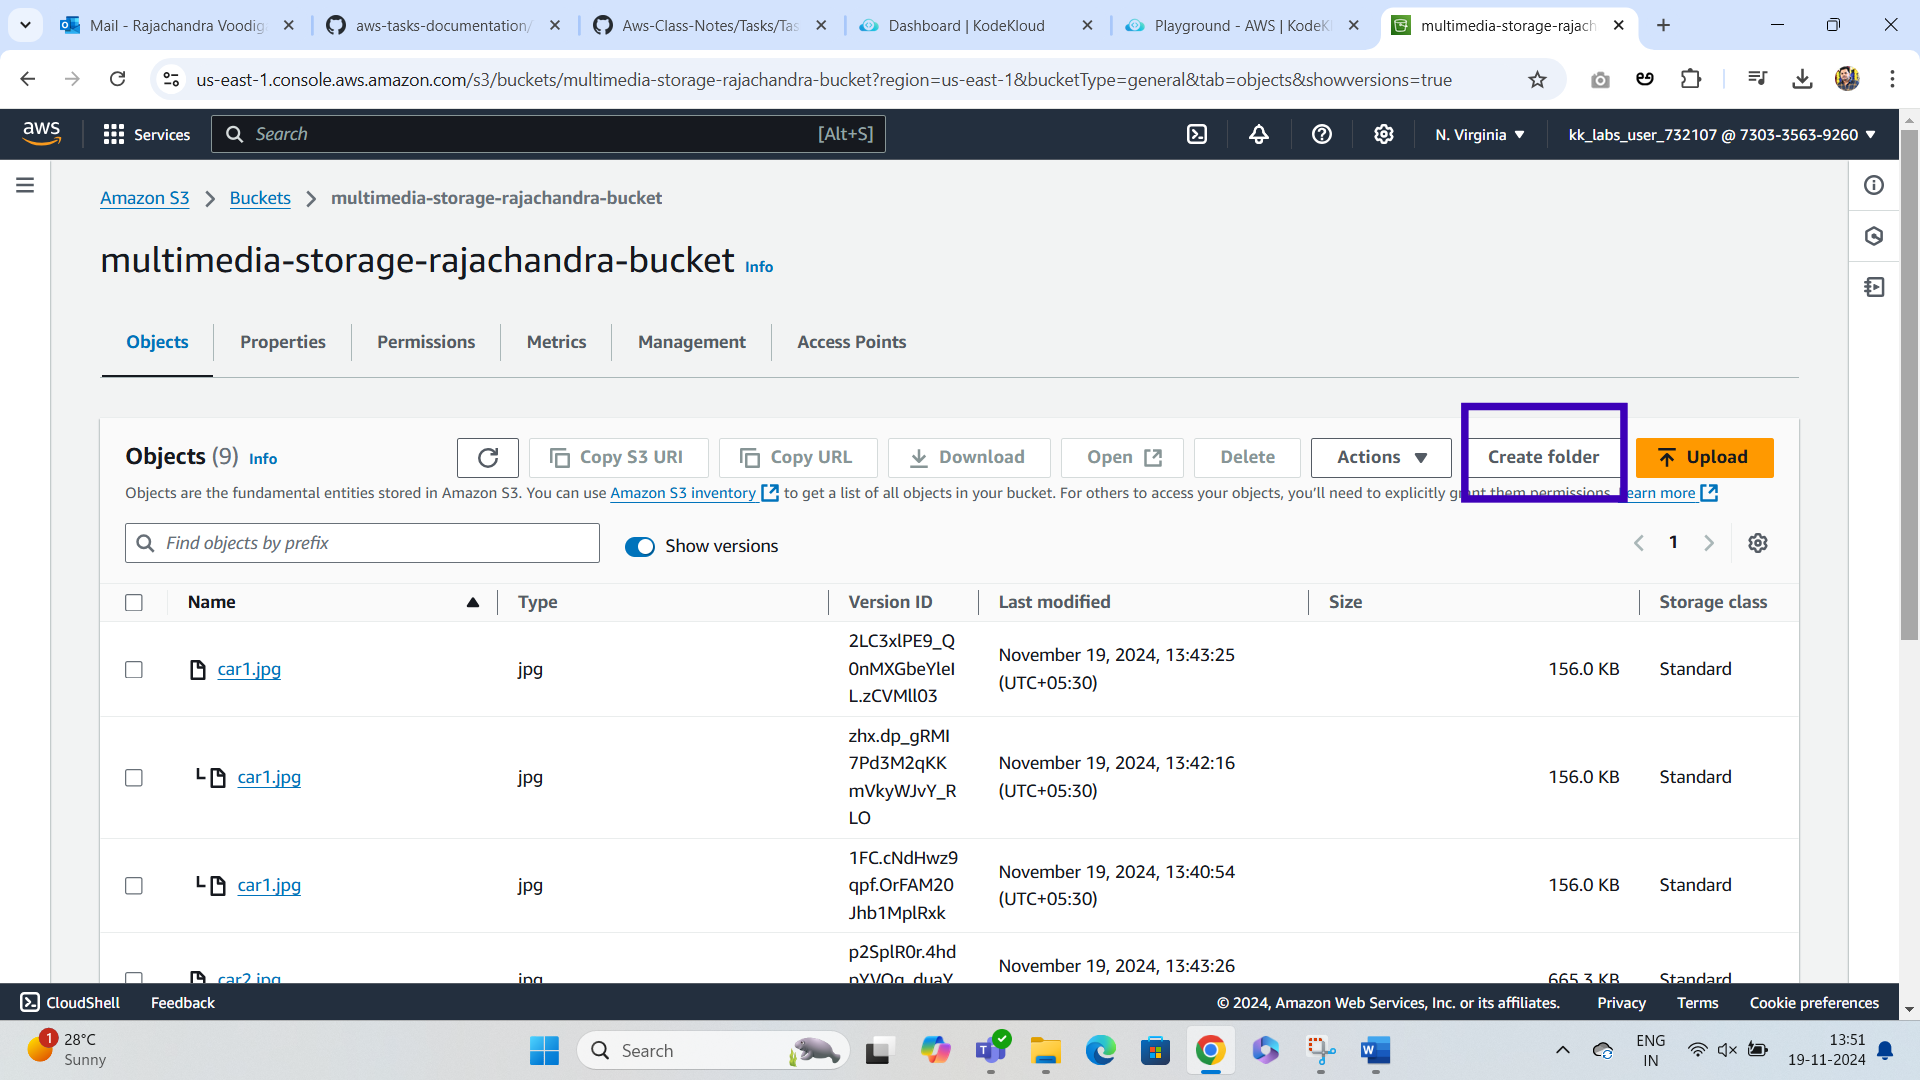 Mail - Rajachandra Voodig
aws-tasks-documentation/
Aws-Class-Notes/Tasks/Tas
Dashboard | KodeKloud
Playground - AWS | KodeKl
multimedia-storage-rajach
us-east-1.console.aws.amazon.com/s3/buckets/multimedia-storage-rajachandra-bucket?region=us-east-1&bucketType=general&tab=objects&showversions=true
aws
Services
Search
[Alt+S]
N. Virginia
kk_labs_user_732107 @ 7303-3563-9260
Amazon S3
Buckets
multimedia-storage-rajachandra-bucket
multimedia-storage-rajachandra-bucket Info
Objects
Properties
Permissions
Metrics
Management
Access Points
Objects (9) Info
Copy S3 URI
Copy URL
Download
Open
Delete
Actions
Create folder
Upload
Objects are the fundamental entities stored in Amazon S3. You can use Amazon S3 inventory to get a list of all objects in your bucket. For others to access your objects, you'll need to explicitly grant them permissions. Learn more
Find objects by prefix
Show versions
1
Name
Type
Version ID
Last modified
Size
Storage class
car1.jpg
jpg
2LC3xlPE9_Q
0nMXGbeYleI
L.zCVMll03
November 19, 2024, 13:43:25
(UTC+05:30)
156.0 KB
Standard
car1.jpg
jpg
zhx.dp_gRMI
7Pd3M2qKK
mVkyWJvY_R
LO
November 19, 2024, 13:42:16
(UTC+05:30)
156.0 KB
Standard
car1.jpg
jpg
1FC.cNdHwz9
qpf.OrFAM20
Jhb1MplRxk
November 19, 2024, 13:40:54
(UTC+05:30)
156.0 KB
Standard
car2.jpg
jpg
p2SplR0r.4hd
November 19, 2024, 13:43:26
665.3 KB
Standard
CloudShell
Feedback
© 2024, Amazon Web Services, Inc. or its affiliates.
Privacy
Terms
Cookie preferences
1
28°C
Sunny
Search
ENG
IN
13:51
19-11-2024